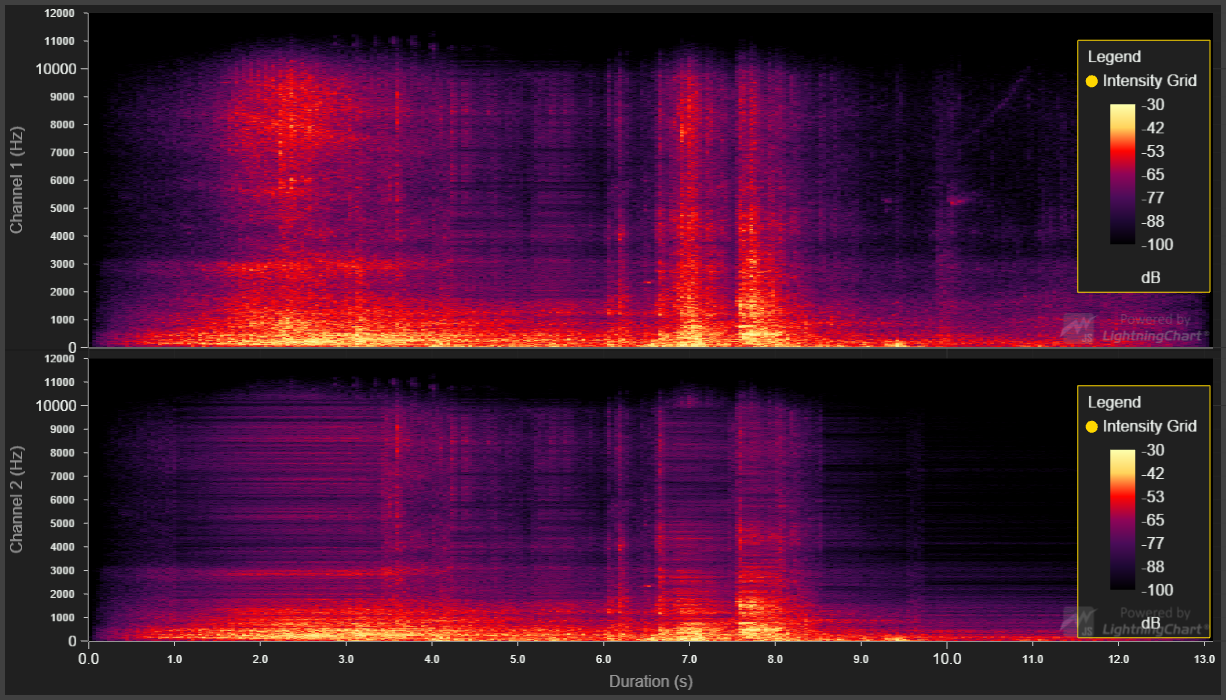 12000
11000
10000
9000
8000
7000
6000
5000
4000
3000
2000
1000
0
Channel 1 (Hz)
Legend
Intensity Grid
-30
-42
-53
-65
-77
-88
-100
dB
Powered by
LightningChart®
JS
12000
11000
10000
9000
8000
7000
6000
5000
4000
3000
2000
1000
0
Channel 2 (Hz)
Legend
Intensity Grid
-30
-42
-53
-65
-77
-88
-100
dB
Powered by
LightningChart®
JS
0.0 1.0 2.0 3.0 4.0 5.0 6.0 7.0 8.0 9.0 10.0 11.0 12.0 13.0
Duration (s)